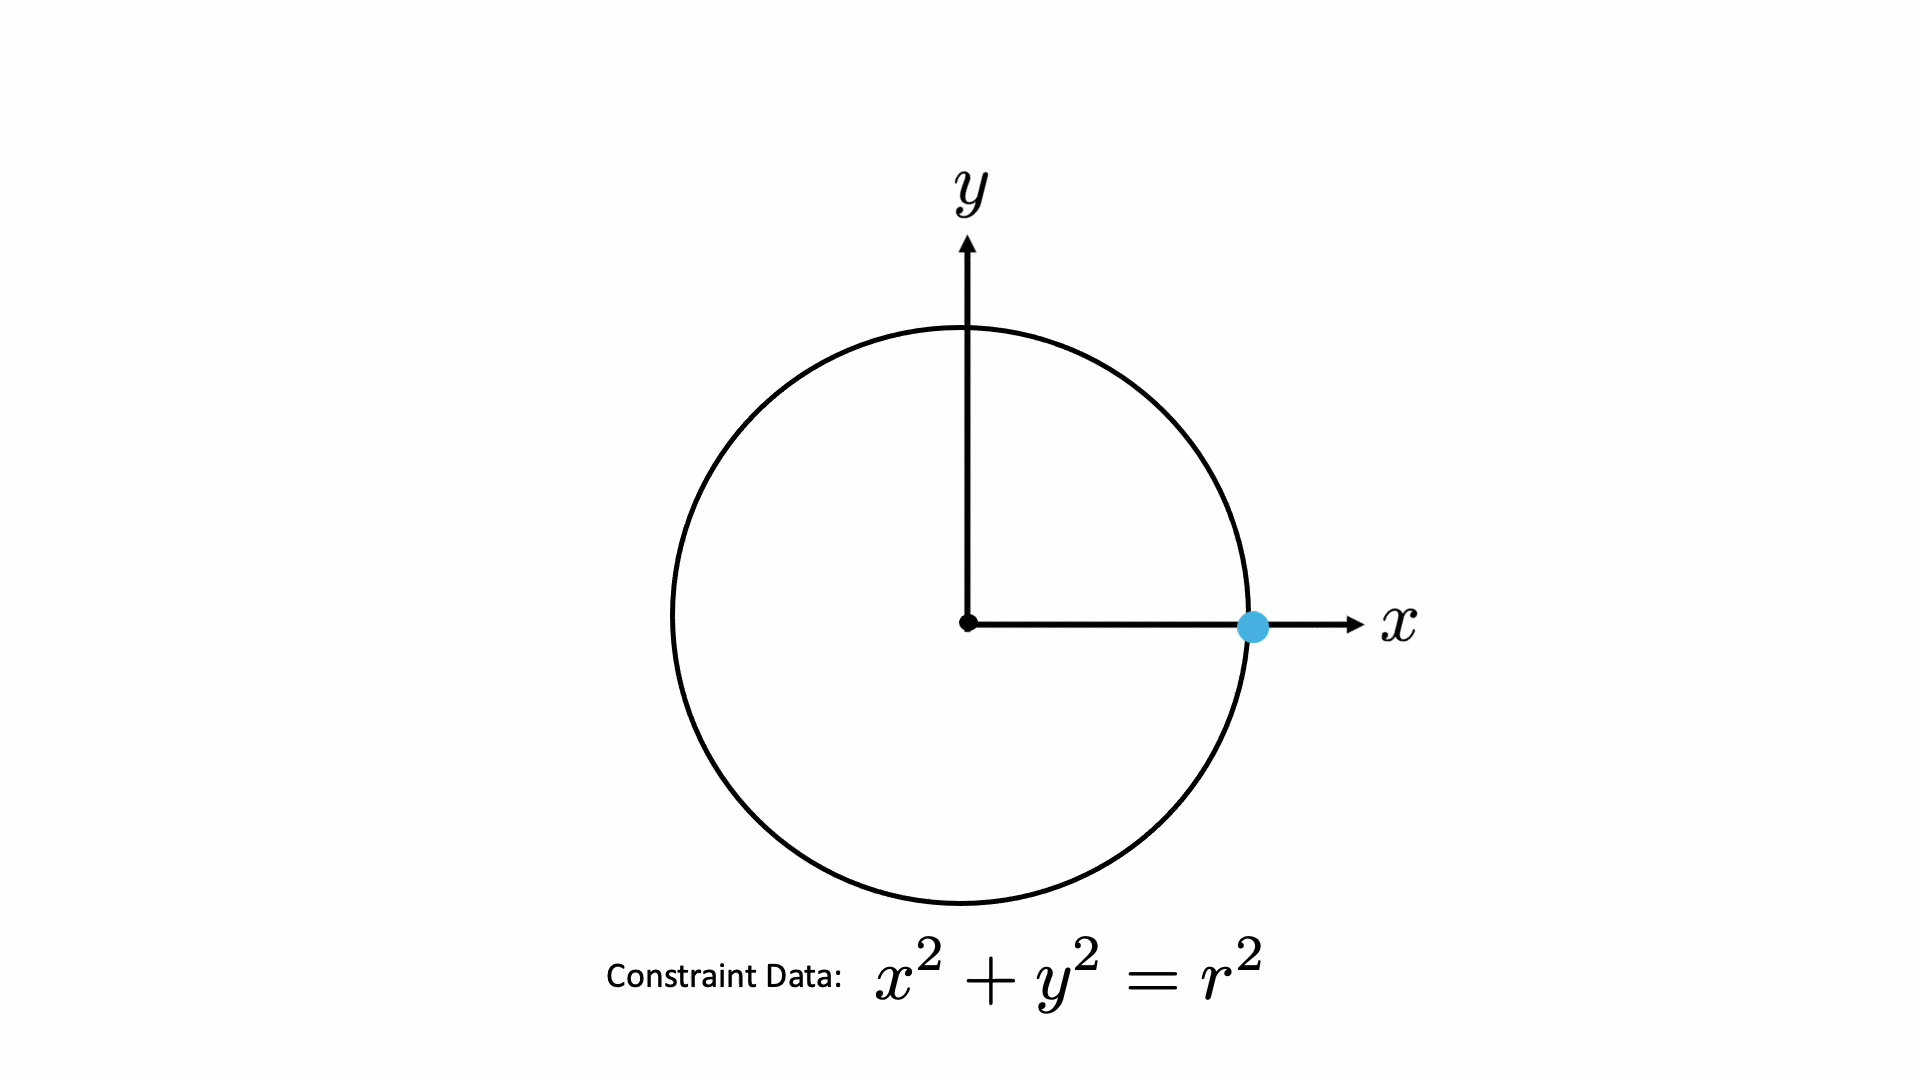 y
x
Constraint Data: x² + y² = r²